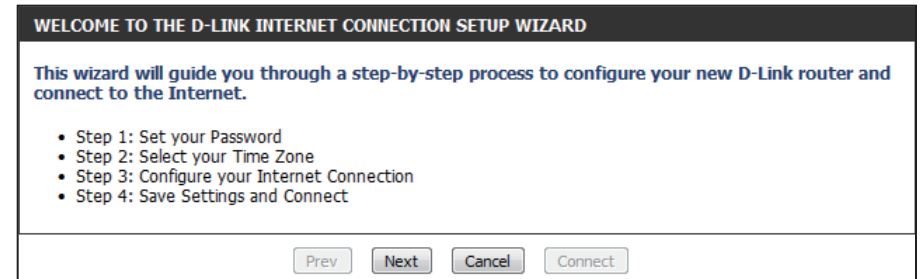 WELCOME TO THE D-LINK INTERNET CONNECTION SETUP WIZARD
This wizard will guide you through a step-by-step process to configure your new D-Link router and
connect to the Internet.
• Step 1: Set your Password
• Step 2: Select your Time Zone
• Step 3: Configure your Internet Connection
• Step 4: Save Settings and Connect
Prev Next Cancel Connect